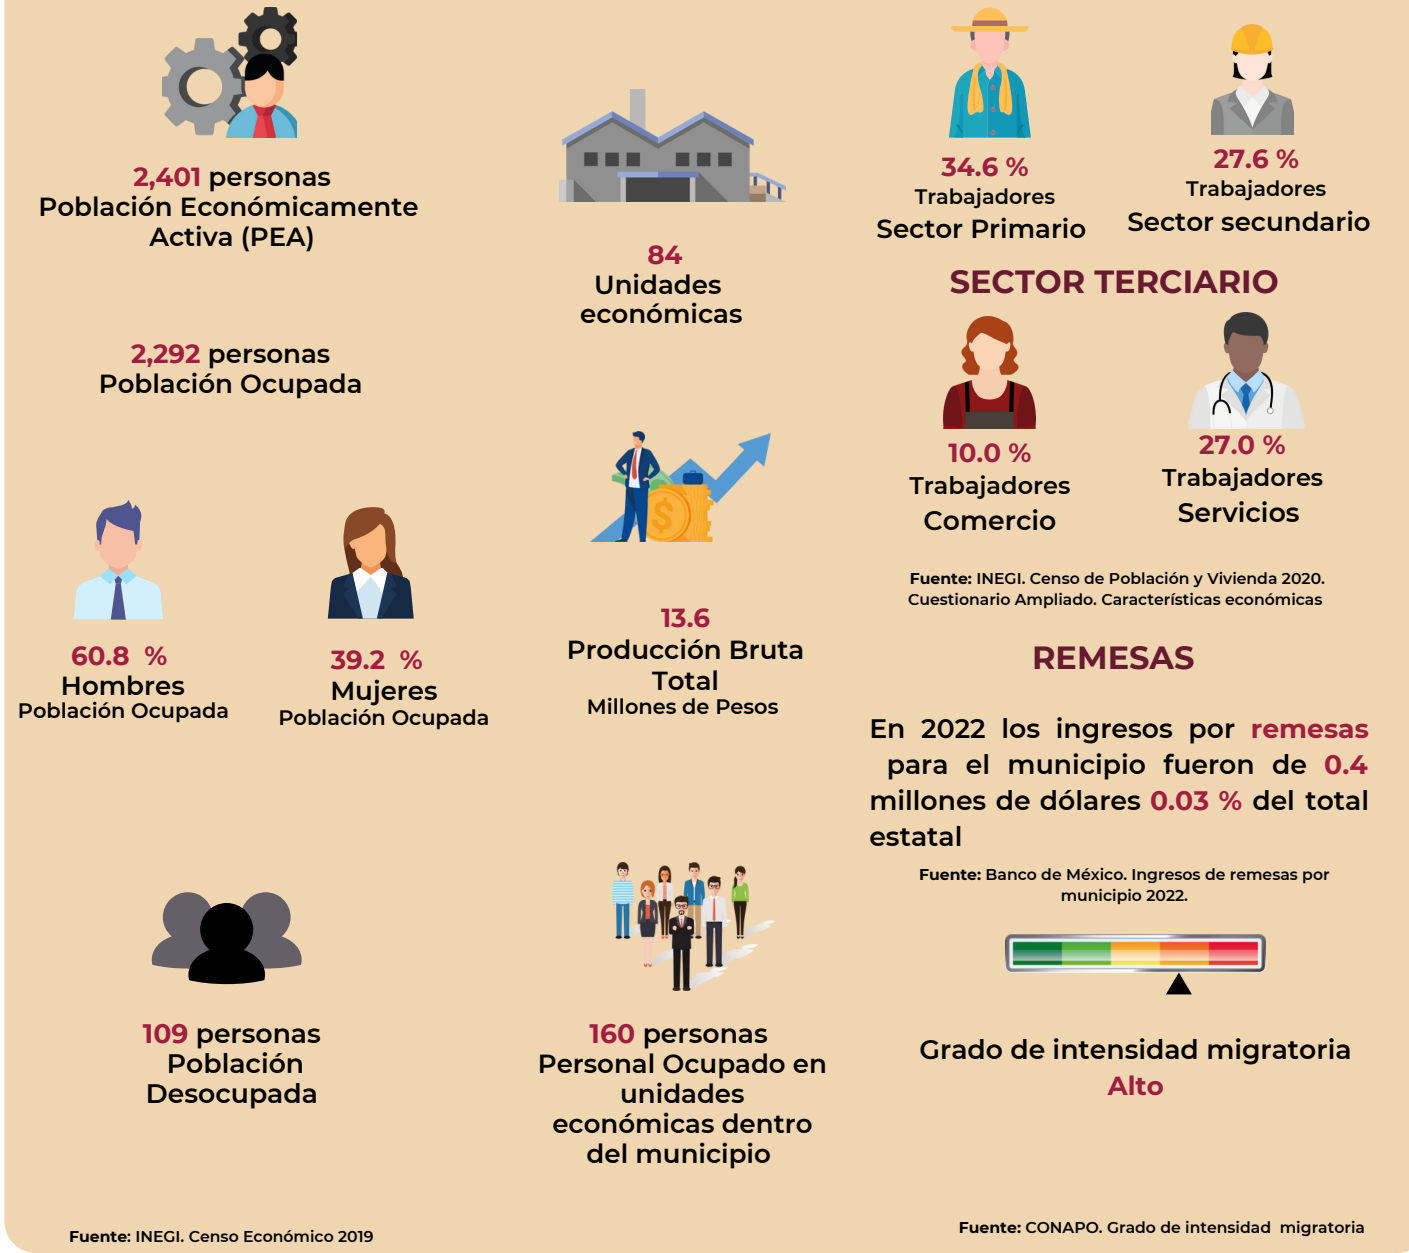 2,401 personas
Población Económicamente
Activa (PEA)
2,292 personas
Población Ocupada
60.8 %
Hombres
Población Ocupada
39.2 %
Mujeres
Población Ocupada
109 personas
Población
Desocupada
Fuente: INEGI. Censo Económico 2019
84
Unidades
económicas
$
13.6
Producción Bruta
Total
Millones de Pesos
160 personas
Personal Ocupado en
unidades
económicas dentro
del municipio
34.6 %
Trabajadores
Sector Primario
27.6 %
Trabajadores
Sector secundario
SECTOR TERCIARIO
10.0 %
Trabajadores
Comercio
27.0 %
Trabajadores
Servicios
Fuente: INEGI. Censo de Población y Vivienda 2020.
Cuestionario Ampliado. Características económicas
REMESAS
En 2022 los ingresos por remesas
para el municipio fueron de 0.4
millones de dólares 0.03 % del total
estatal
Fuente: Banco de México. Ingresos de remesas por
municipio 2022.
Grado de intensidad migratoria
Alto
Fuente: CONAPO. Grado de intensidad migratoria